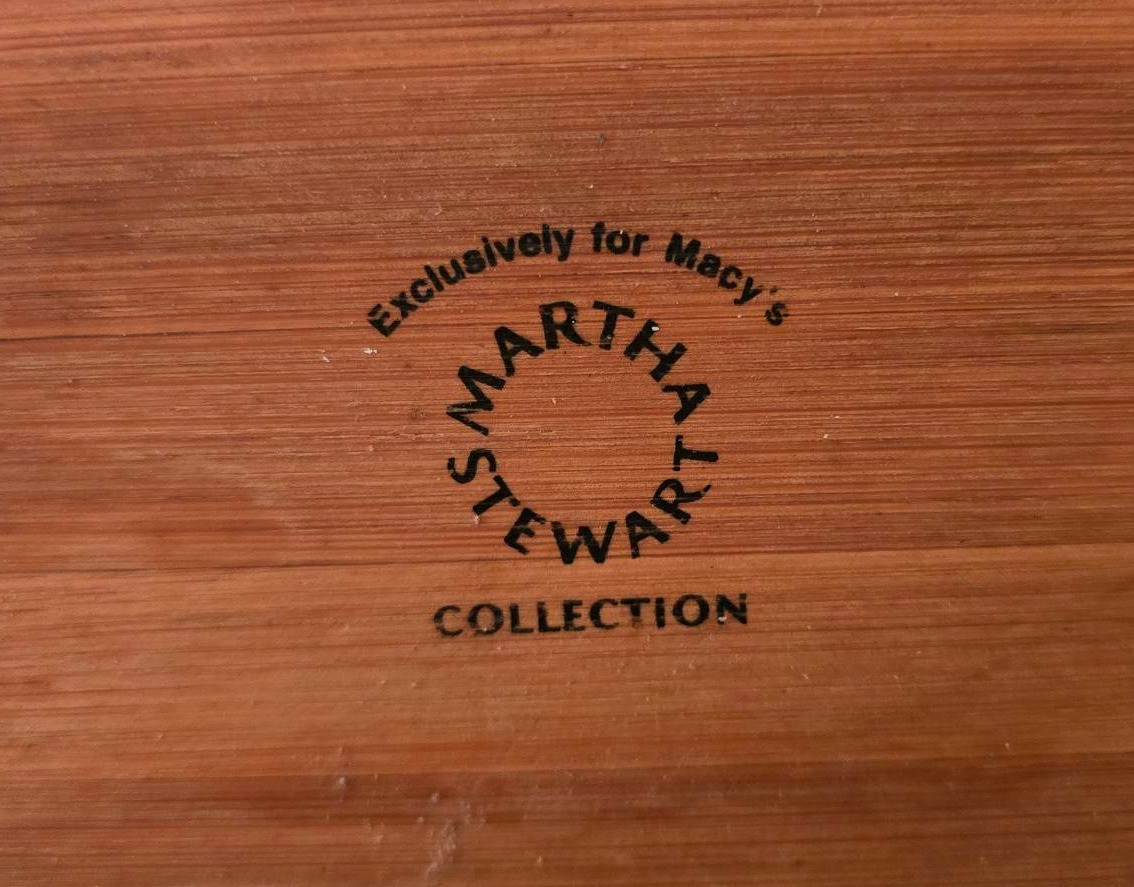 Exclusively for Macy's
MARTHA
STEWART
COLLECTION